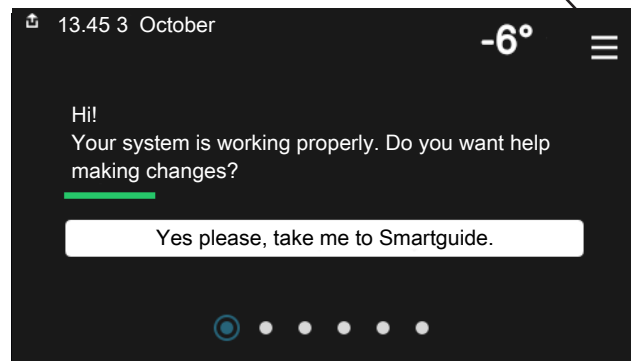 13.45 3 October
-6°
Hi!
Your system is working properly. Do you want help
making changes?
Yes please, take me to Smartguide.